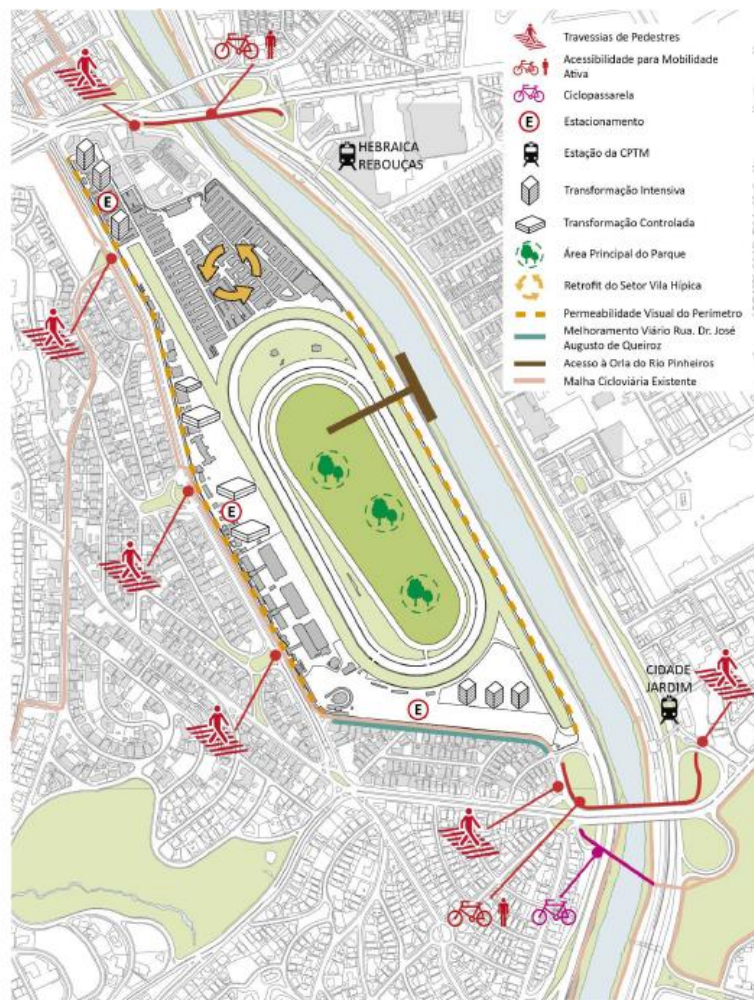 Travessias de Pedestres
Acessibilidade para Mobilidade
Ativa
Ciclopassarela
E
Estacionamento
Estação da CPTM
Transformação Intensiva
Transformação Controlada
Área Principal do Parque
Retrofit do Setor Vila Hípica
Permeabilidade Visual do Perímetro
Melhoramento Viário Rua. Dr. José
Augusto de Queiroz
Acesso à Orla do Rio Pinheiros
Malha Cicloviária Existente
HEBRAICA
REBOUÇAS
E
E
E
CIDADE
JARDIM